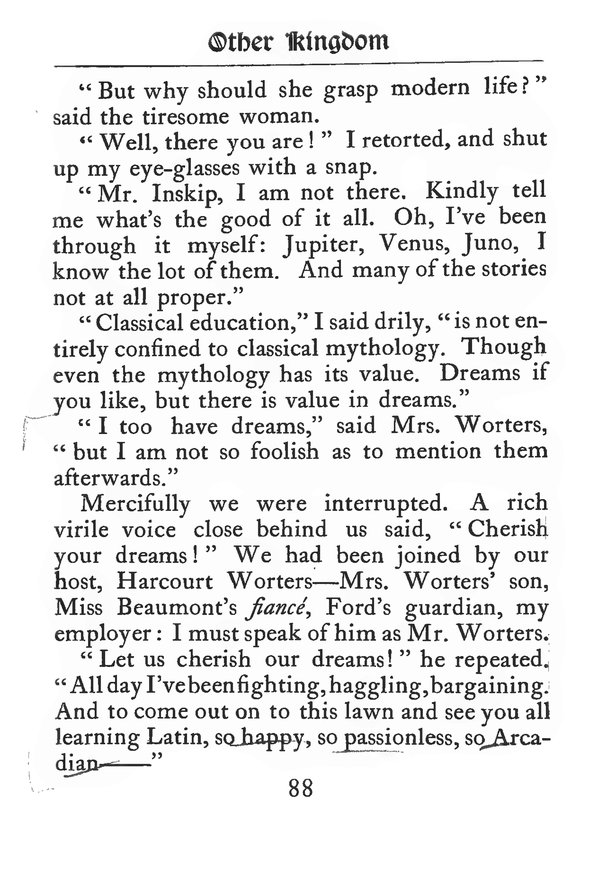 Other Kingdom
“ But why should she grasp modern life? ”
said the tiresome woman.
“ Well, there you are ! ” I retorted, and shut
up my eye-glasses with a snap.
“ Mr. Inskip, I am not there. Kindly tell
me what’s the good of it all. Oh, I’ve been
through it myself: Jupiter, Venus, Juno, I
know the lot of them. And many of the stories
not at all proper.”
“ Classical education,” I said drily, “ is not en-
tirely confined to classical mythology. Though
even the mythology has its value. Dreams if
you like, but there is value in dreams.”
“ I too have dreams,” said Mrs. Worters,
“ but I am not so foolish as to mention them
afterwards.”
Mercifully we were interrupted. A rich
virile voice close behind us said, “ Cherish
your dreams ! ” We had been joined by our
host, Harcourt Worters—Mrs. Worters’ son,
Miss Beaumont’s fiancé, Ford’s guardian, my
employer : I must speak of him as Mr. Worters.
“ Let us cherish our dreams! ” he repeated.
“ All day I’ve been fighting, haggling, bargaining.
And to come out on to this lawn and see you all
learning Latin, so happy, so passionless, so Arca-
dian—— ”
88